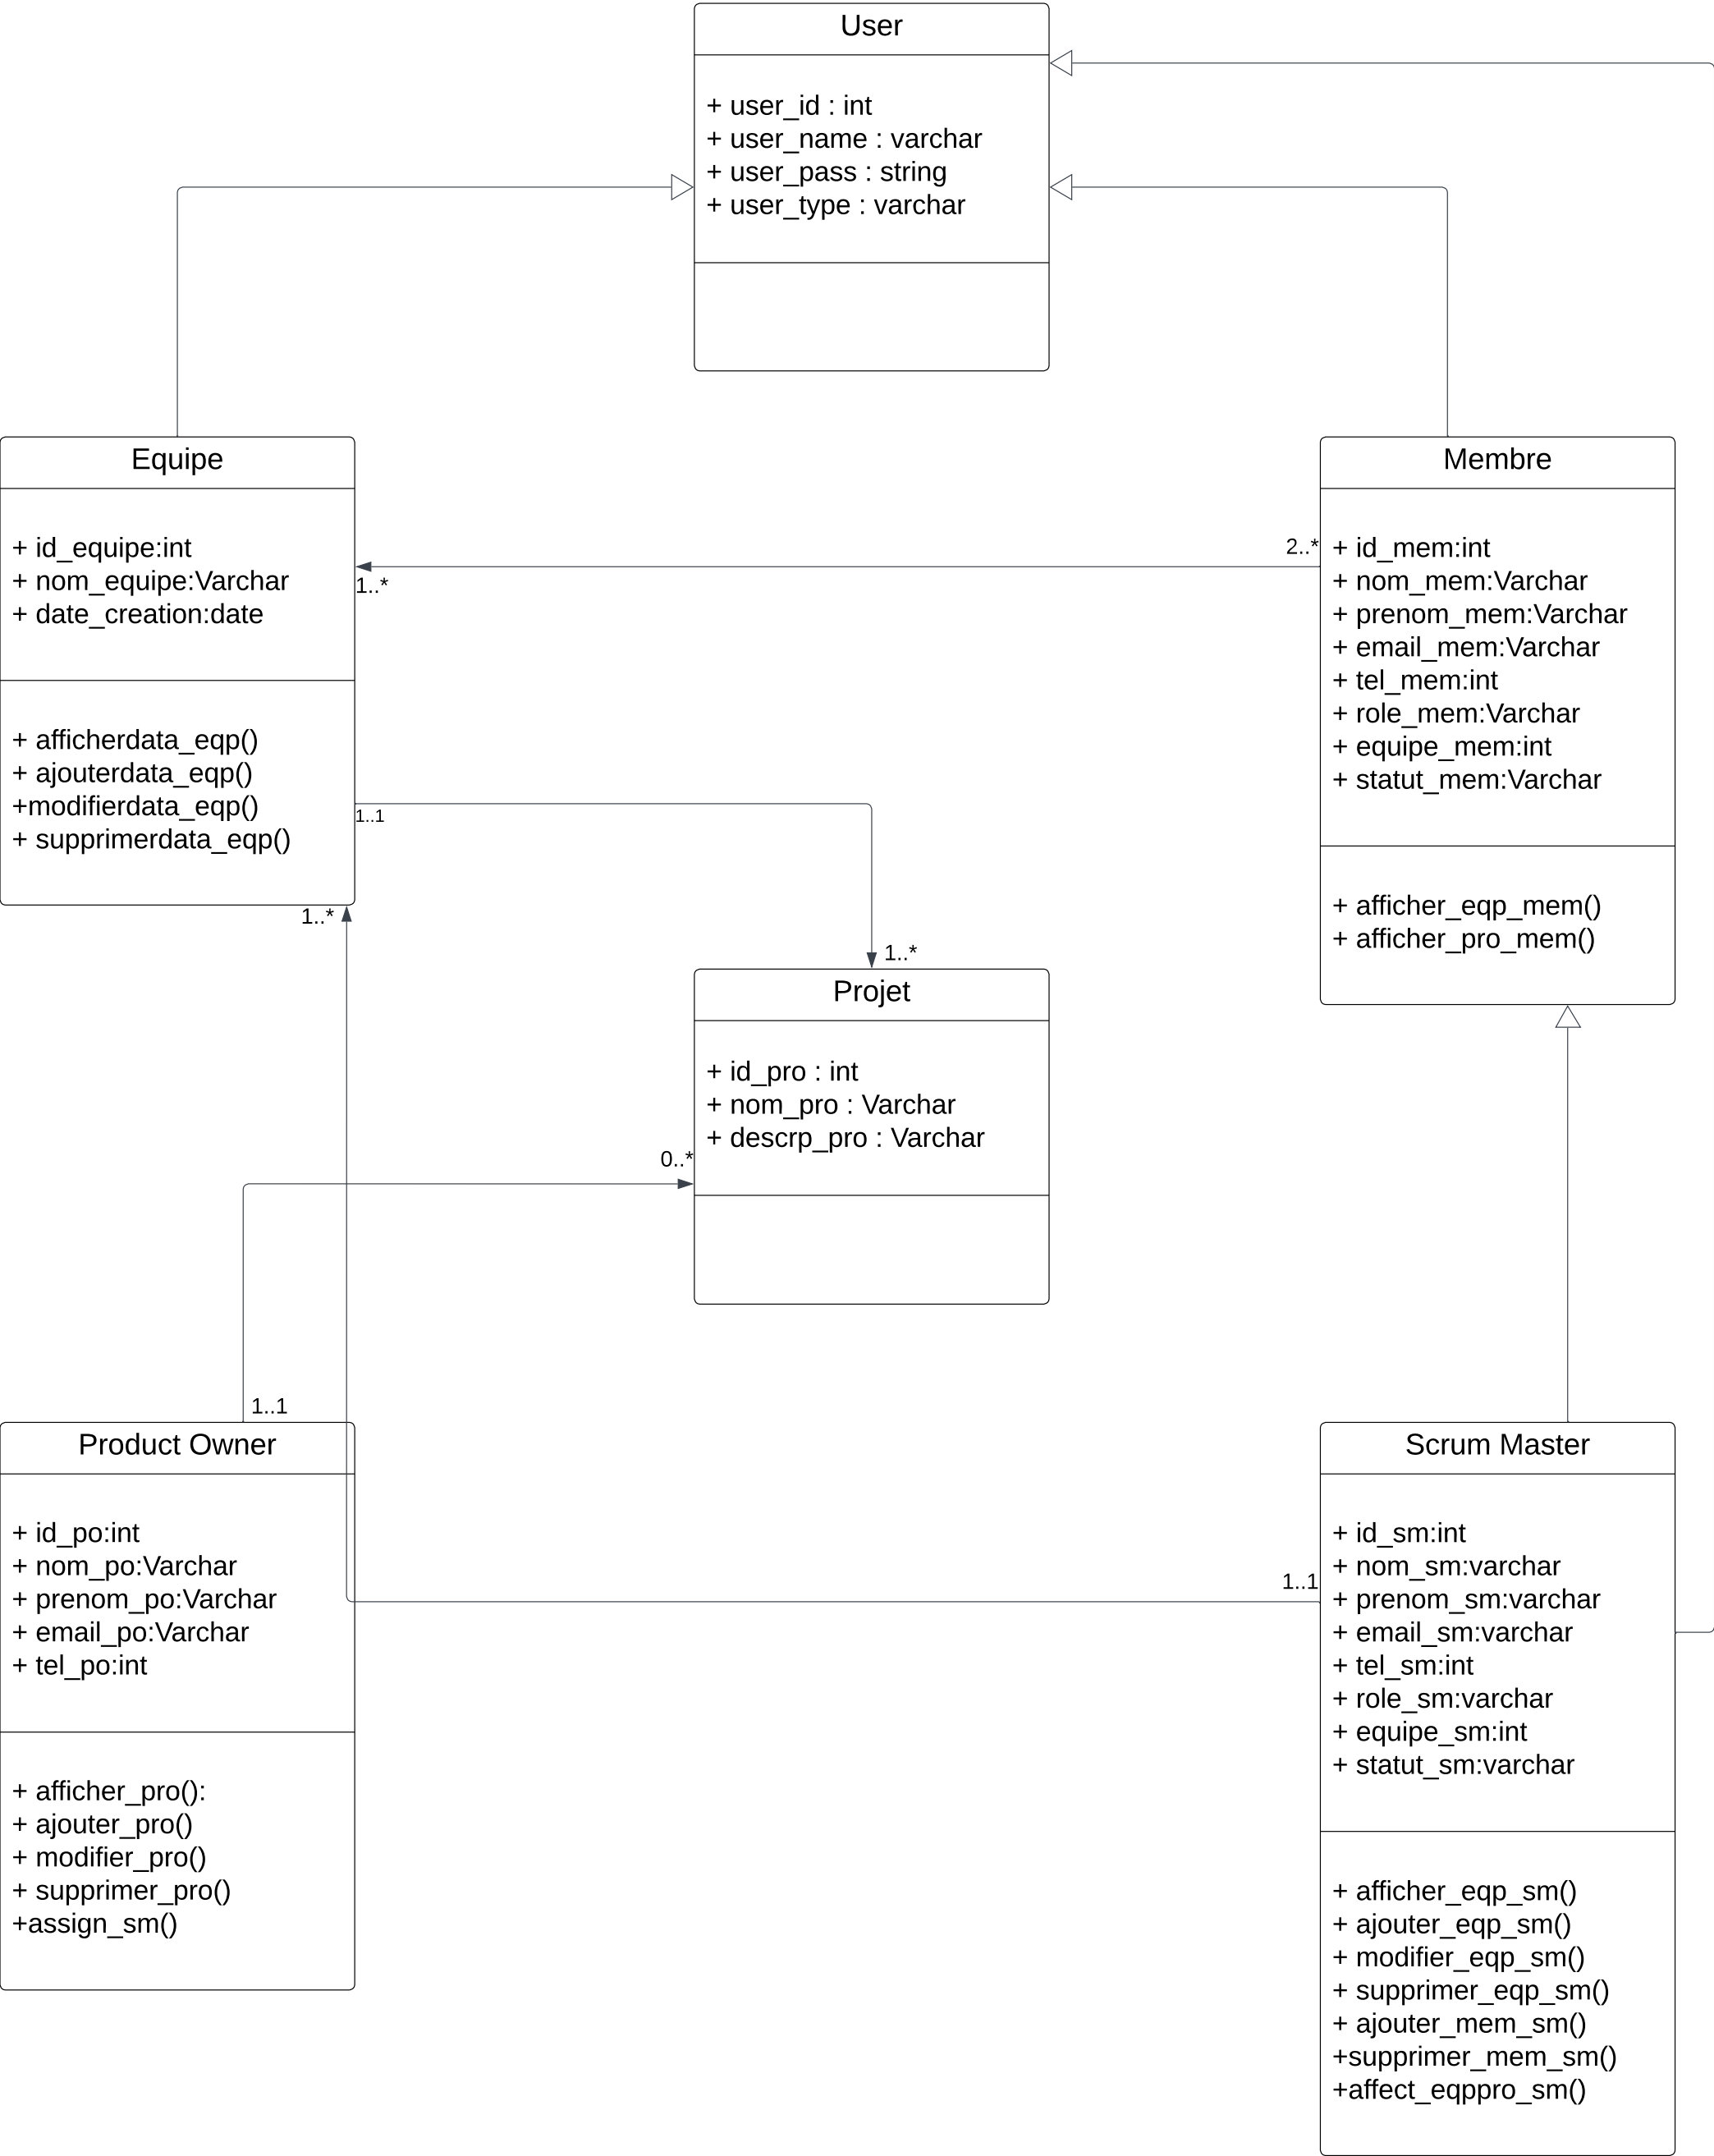 User
+ user_id : int
+ user_name : varchar
+ user_pass : string
+ user_type : varchar
Equipe
+ id_equipe:int
+ nom_equipe:Varchar
+ date_creation:date
+ afficherdata_eqp()
+ ajouterdata_eqp()
+modifierdata_eqp()
+ supprimerdata_eqp()
Membre
+ id_mem:int
+ nom_mem:Varchar
+ prenom_mem:Varchar
+ email_mem:Varchar
+ tel_mem:int
+ role_mem:Varchar
+ equipe_mem:int
+ statut_mem:Varchar
+ afficher_eqp_mem()
+ afficher_pro_mem()
2..*
1..*
1..1
1..*
1..*
Projet
+ id_pro : int
+ nom_pro : Varchar
+ descrp_pro : Varchar
0..*
1..1
Product Owner
+ id_po:int
+ nom_po:Varchar
+ prenom_po:Varchar
+ email_po:Varchar
+ tel_po:int
+ afficher_pro():
+ ajouter_pro()
+ modifier_pro()
+ supprimer_pro()
+assign_sm()
1..1
Scrum Master
+ id_sm:int
+ nom_sm:varchar
+ prenom_sm:varchar
+ email_sm:varchar
+ tel_sm:int
+ role_sm:varchar
+ equipe_sm:int
+ statut_sm:varchar
+ afficher_eqp_sm()
+ ajouter_eqp_sm()
+ modifier_eqp_sm()
+ supprimer_eqp_sm()
+ ajouter_mem_sm()
+supprimer_mem_sm()
+affect_eqppro_sm()